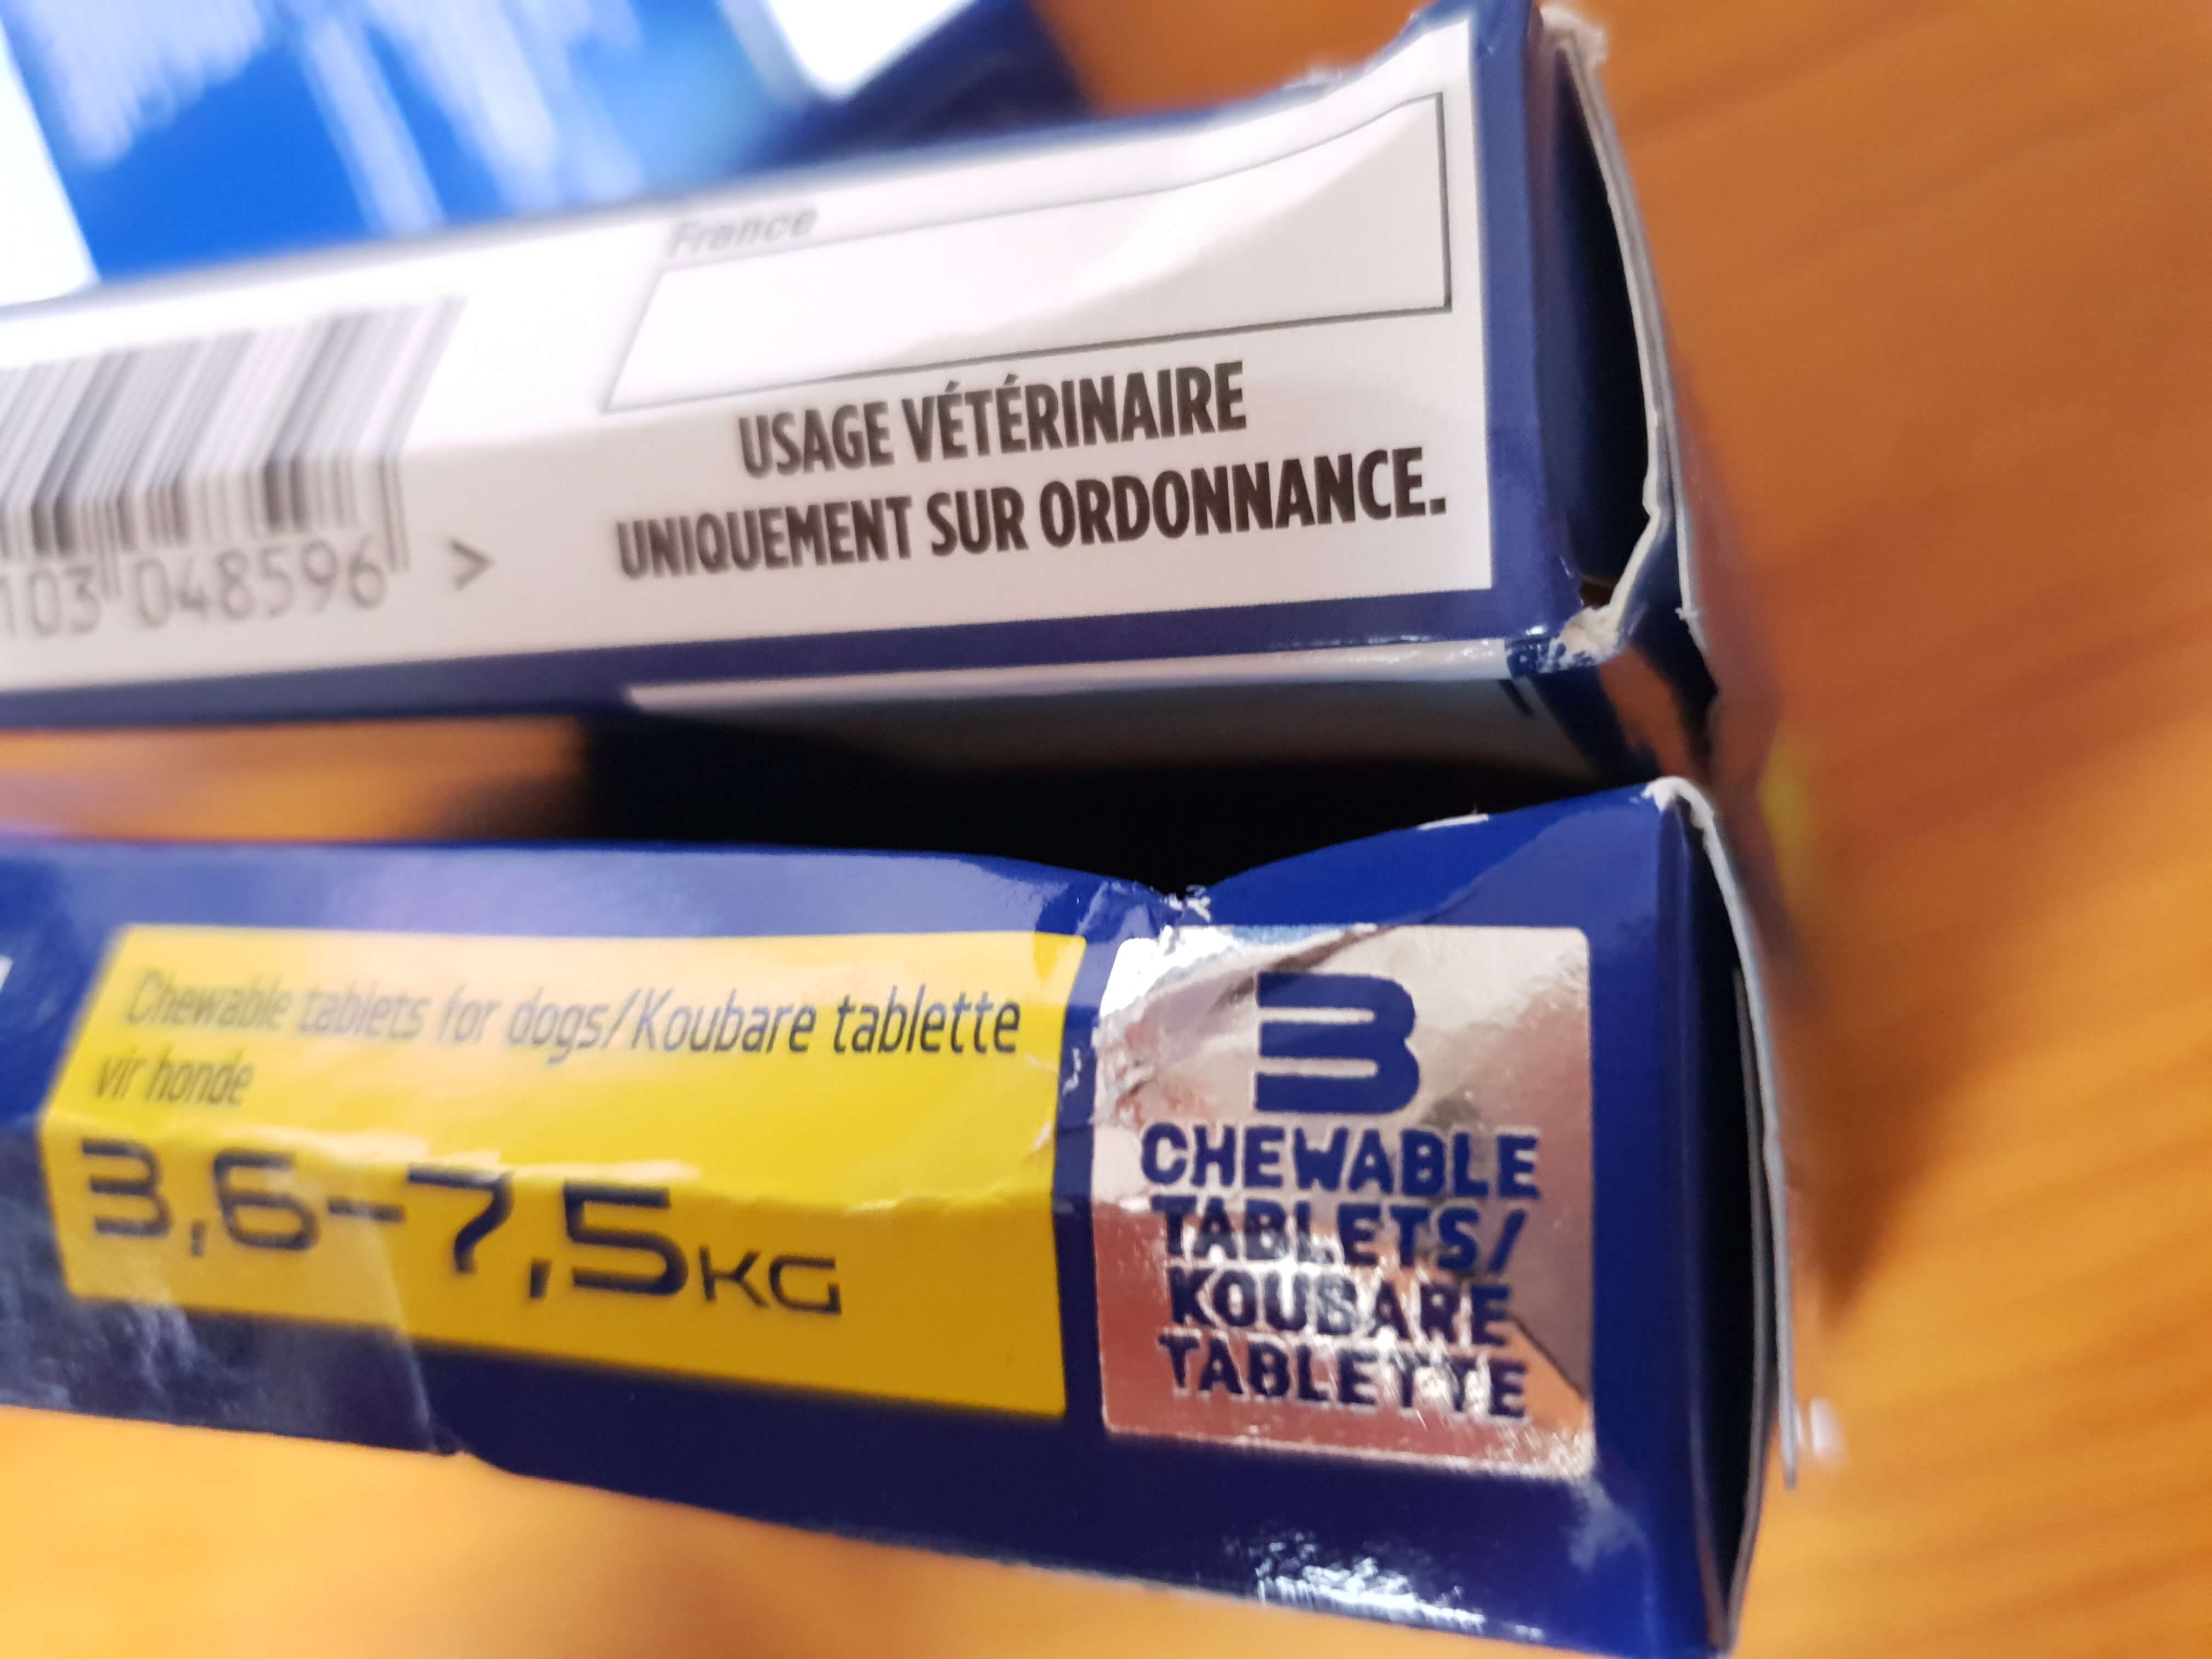 France
USAGE VÉTÉRINAIRE
UNIQUEMENT SUR ORDONNANCE.
103 048596 >
Chewable tablets for dogs/Koubare tablette
vir honde
3,6-7,5KG
3
CHEWABLE
TABLETS/
KOUBARE
TABLETTE